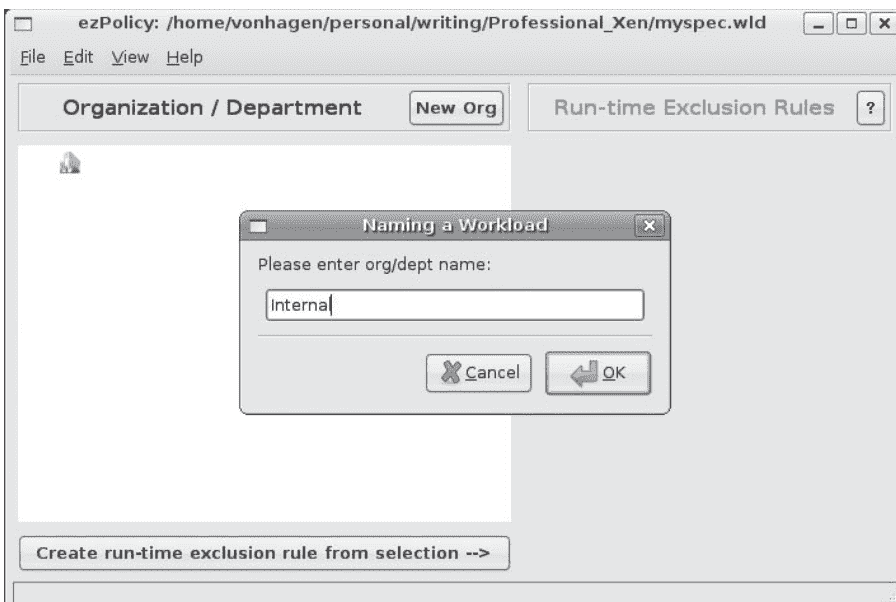 ezPolicy: /home/vonhagen/personal/writing/Professional_Xen/myspec.wld
File Edit View Help
Organization / Department New Org Run-time Exclusion Rules ?
Naming a Workload
Please enter org/dept name:
Internal
Cancel OK
Create run-time exclusion rule from selection -->